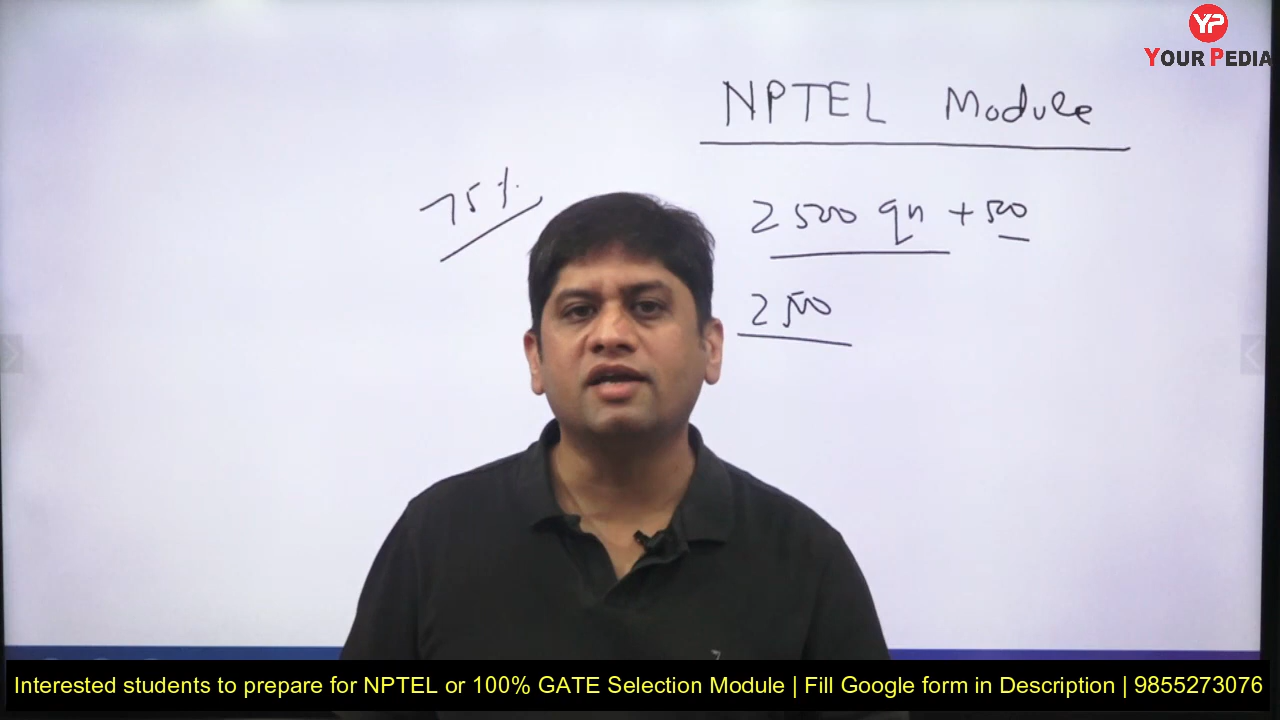 YP
YOUR PEDIA
NPTEL Module
75%
2500 qn + 500
2500
Interested students to prepare for NPTEL or 100% GATE Selection Module | Fill Google form in Description | 9855273076